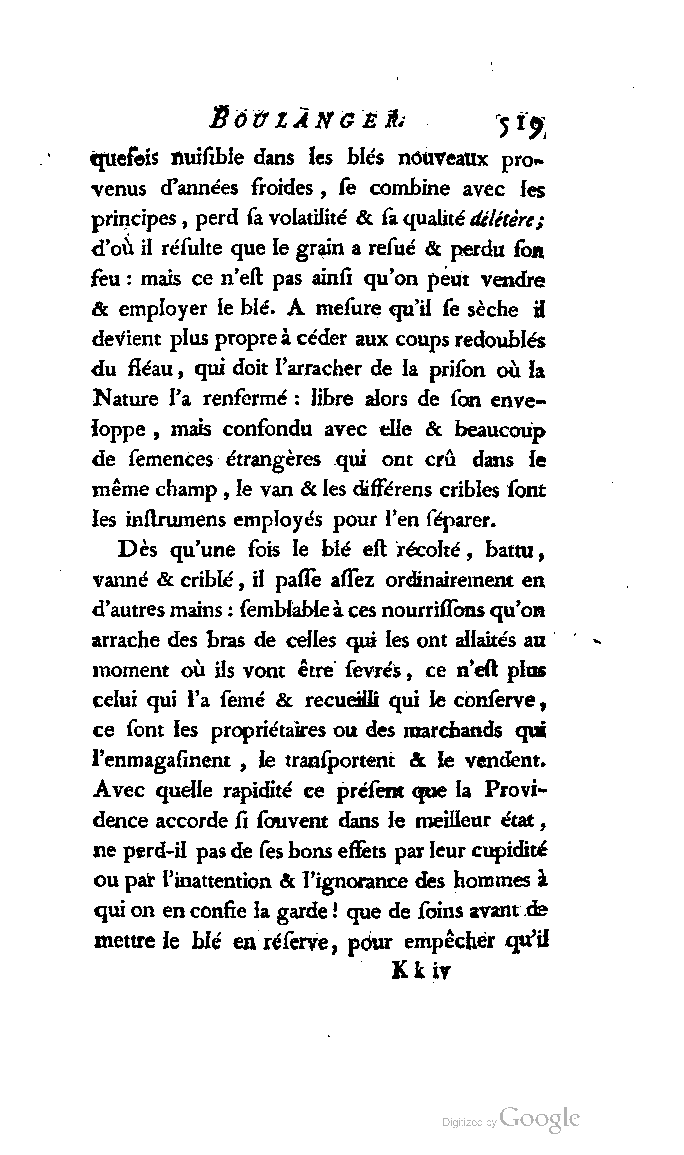 BOULANGER. 519
quefois nuiſible dans les blés nouveaux pro-
venus d'années froides, ſe combine avec les
principes, perd ſa volatilité & ſa qualité délétère;
d'où il réſulte que le grain a reſué & perdu ſon
feu : mais ce n'eſt pas ainſi qu'on peut vendre
& employer le blé. A meſure qu'il ſe sèche il
devient plus propre à céder aux coups redoublés
du fléau, qui doit l'arracher de la priſon où la
Nature l'a renfermé : libre alors de ſon enve-
loppe, mais confondu avec elle & beaucoup
de ſemences étrangères qui ont crû dans le
même champ, le van & les différens cribles ſont
les inſtrumens employés pour l'en ſéparer.
Dès qu'une fois le blé eſt récolté, battu,
vanné & criblé, il paſſe aſſez ordinairement en
d'autres mains : ſemblable à ces nourriſſons qu'on
arrache des bras de celles qui les ont allaités au
moment où ils vont être ſevrés, ce n'eſt plus
celui qui l'a ſemé & recueilli qui le conſerve,
ce ſont les propriétaires ou des marchands qui
l'enmagaſinent, le tranſportent & le vendent.
Avec quelle rapidité ce préſent que la Provi-
dence accorde ſi ſouvent dans le meilleur état,
ne perd-il pas de ſes bons effets par leur cupidité
ou par l'inattention & l'ignorance des hommes à
qui on en confie la garde ! que de ſoins avant de
mettre le blé en réſerve, pour empêcher qu'il
K k iv
Digitized by Google